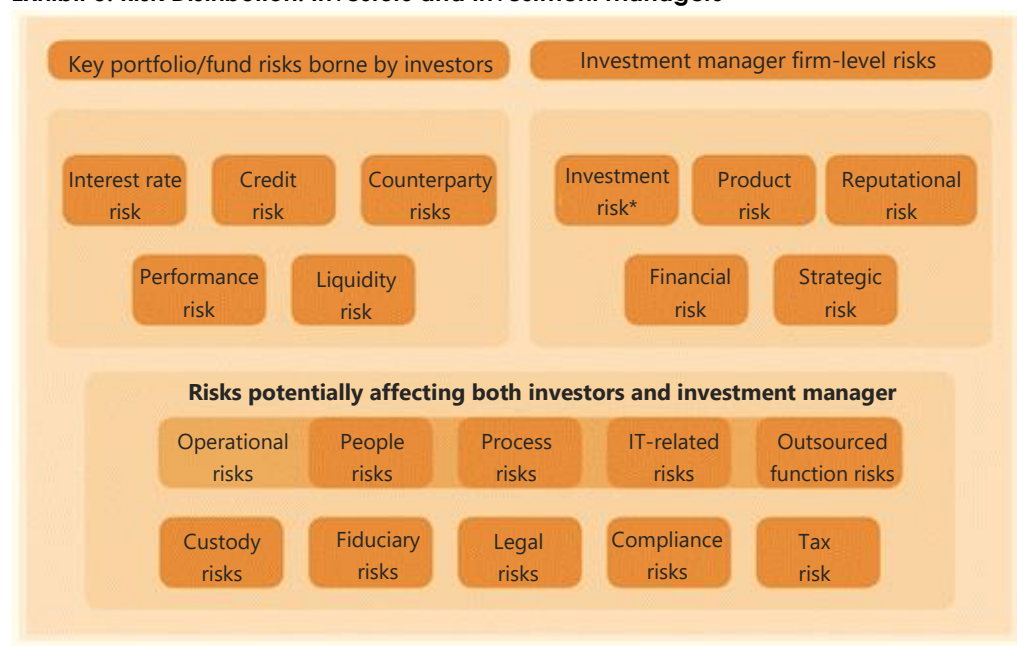 Key portfolio/fund risks borne by investors
Investment manager firm-level risks
Interest rate
risk
Credit
risk
Counterparty
risks
Performance
risk
Liquidity
risk
Investment
risk*
Product
risk
Reputational
risk
Financial
risk
Strategic
risk
Risks potentially affecting both investors and investment manager
Operational
risks
People
risks
Process
risks
IT-related
risks
Outsourced
function risks
Custody
risks
Fiduciary
risks
Legal
risks
Compliance
risks
Tax
risk